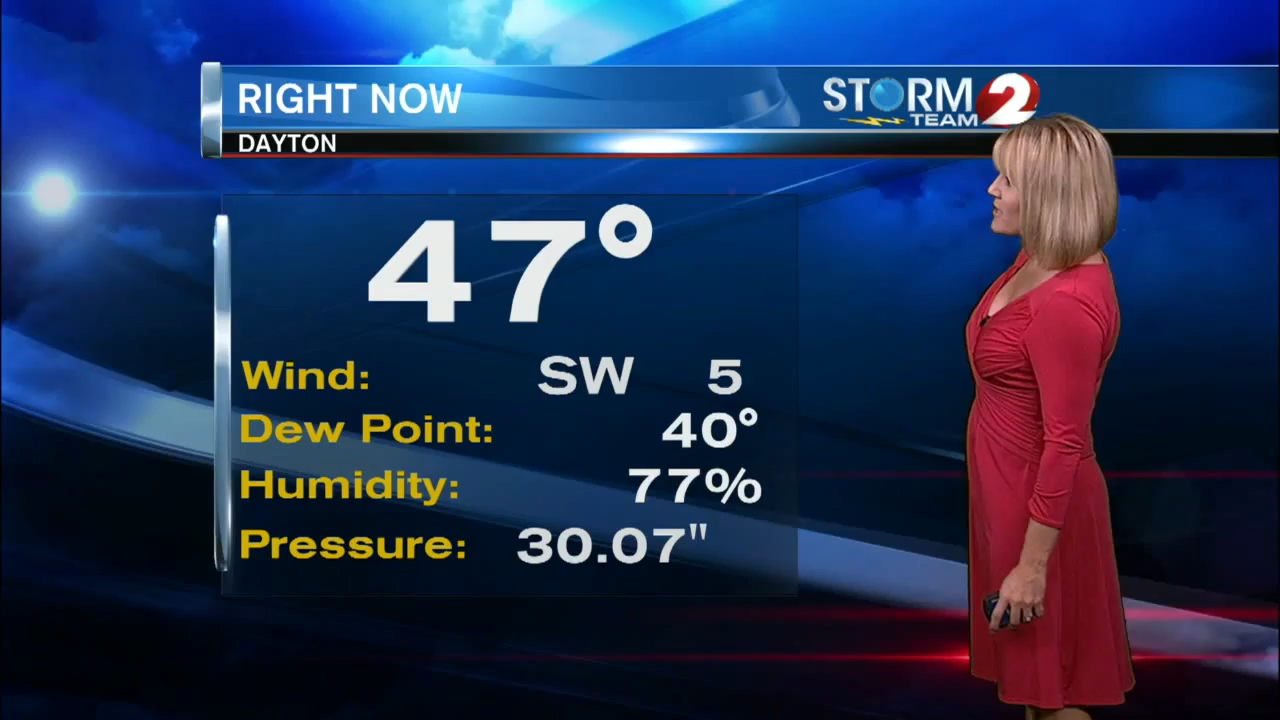 RIGHT NOW
STORM
TEAM 2
DAYTON
47°
Wind: SW 5
Dew Point: 40°
Humidity: 77%
Pressure: 30.07"